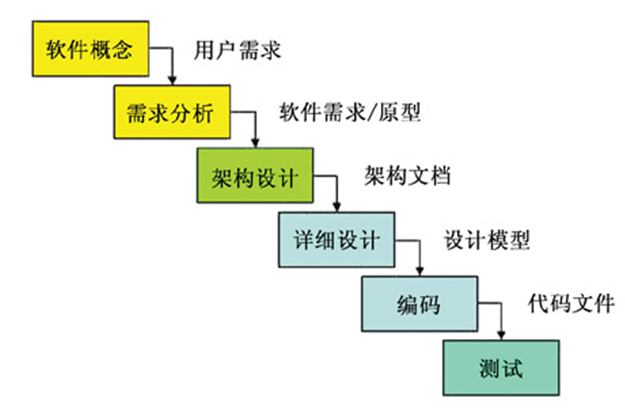 软件概念
用户需求
需求分析
软件需求/原型
架构设计
架构文档
详细设计
设计模型
编码
代码文件
测试